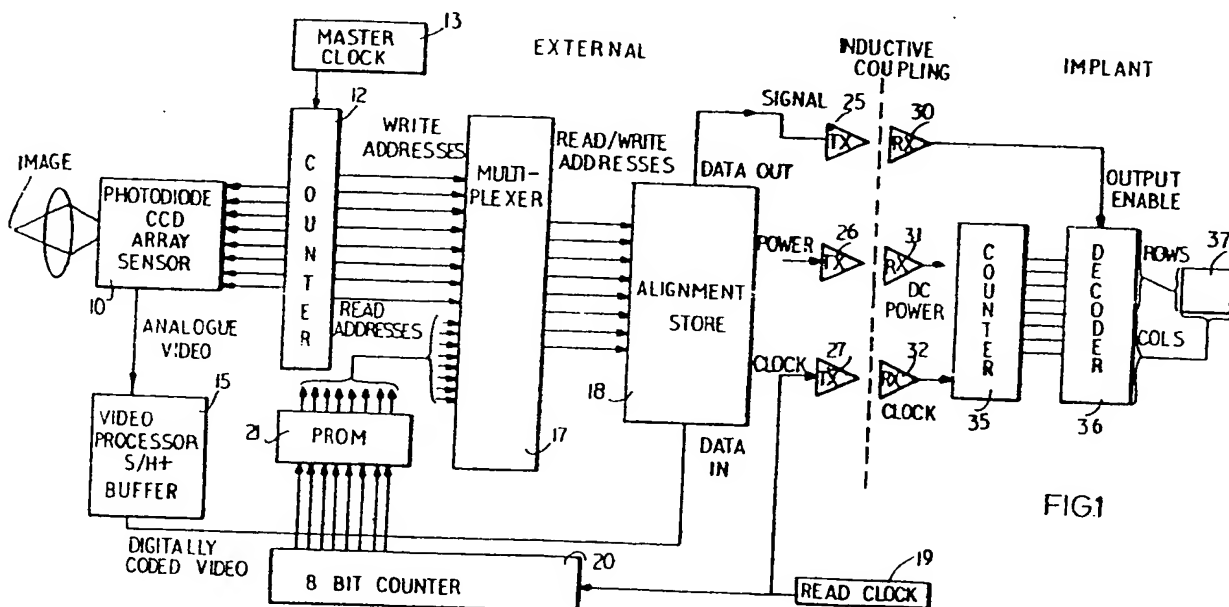 MASTER
CLOCK
13
EXTERNAL
INDUCTIVE
COUPLING
IMPLANT
12
COUNTER
WRITE
ADDRESSES
MULTI-
PLEXER
17
READ/WRITE
ADDRESSES
SIGNAL
25
TX
30
RX
DATA OUT
OUTPUT
ENABLE
IMAGE
PHOTODIODE
CCD
ARRAY
SENSOR
10
READ
ADDRESSES
ALIGNMENT
STORE
18
POWER
26
TX
31
RX
DC
POWER
COUNTER
35
DECODER
36
ROWS
COLS
37
ANALOGUE
VIDEO
CLOCK
27
TX
32
RX
CLOCK
15
VIDEO
PROCESSOR
S/H+
BUFFER
21
PROM
DATA
IN
FIG.1
DIGITALLY
CODED VIDEO
20
8 BIT COUNTER
19
READ CLOCK